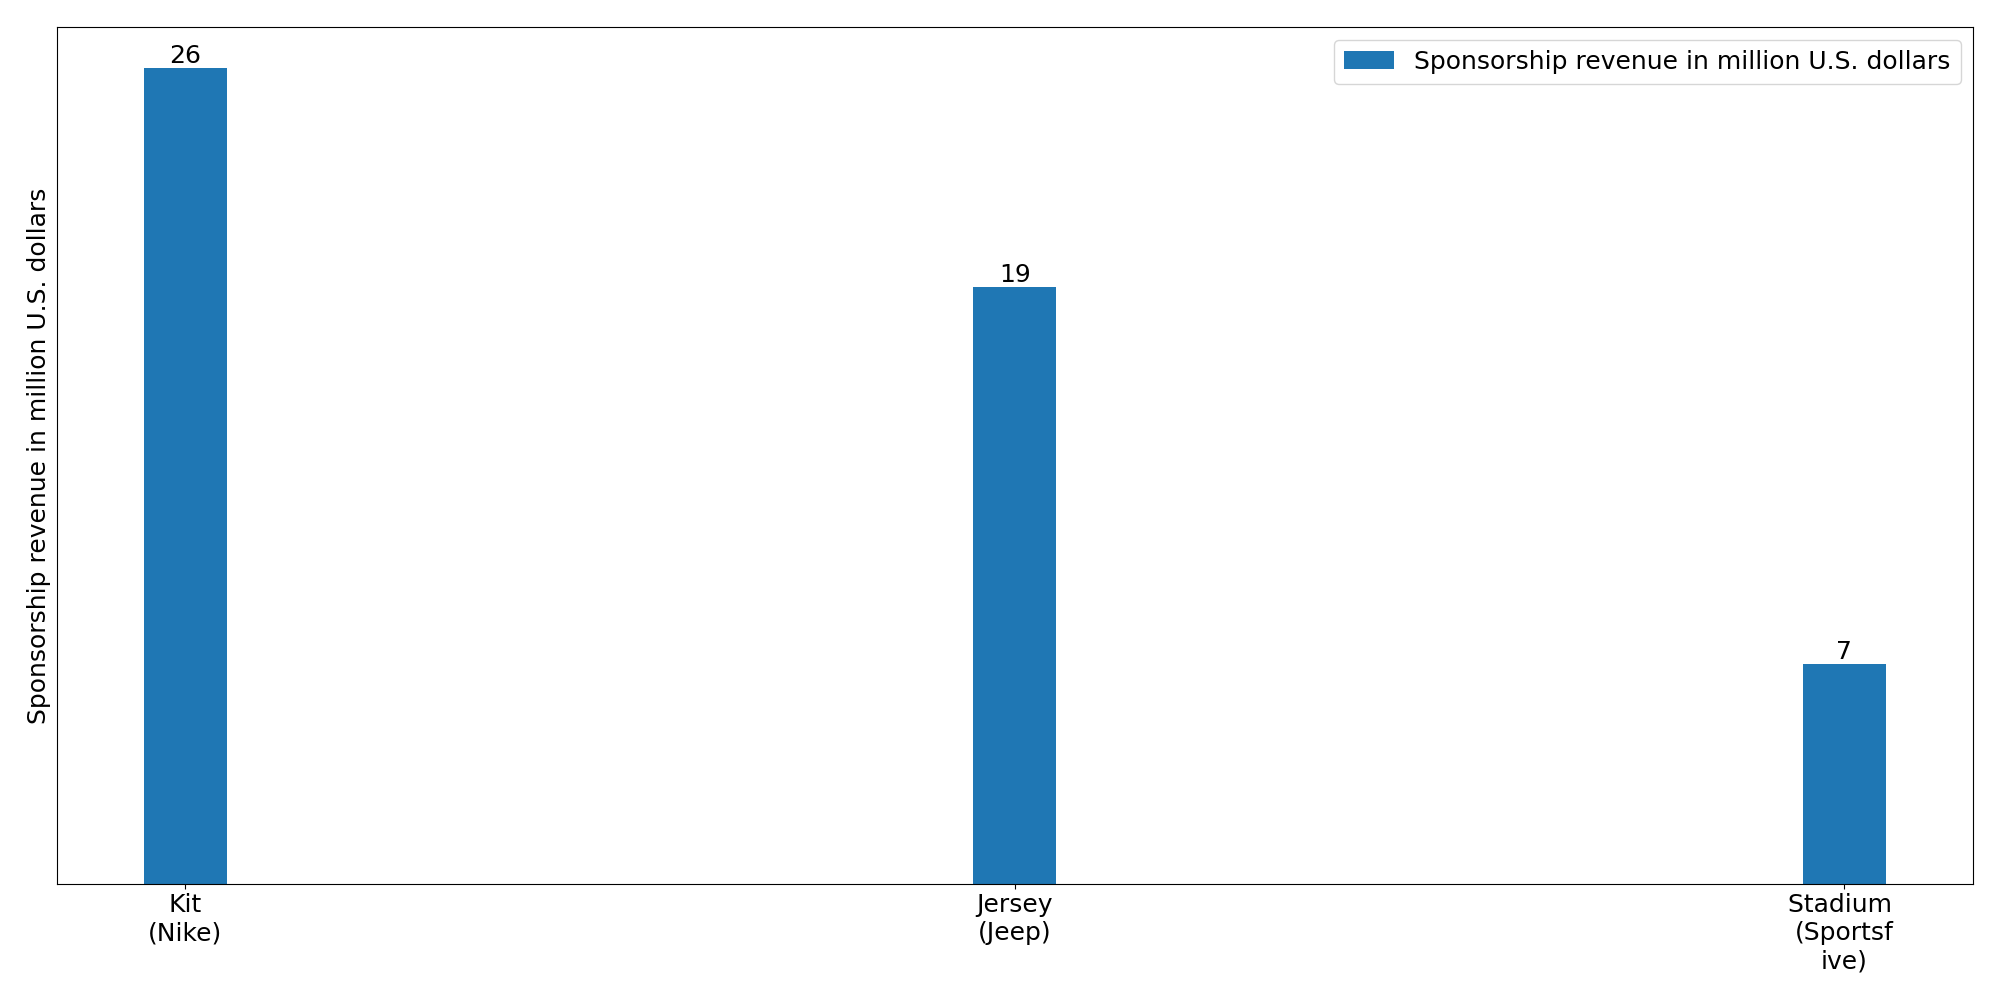 Sponsorship revenue in million U.S. dollars
Sponsorship revenue in million U.S. dollars
26
19
7
Kit
(Nike)
Jersey
(Jeep)
Stadium
(Sportsf
ive)